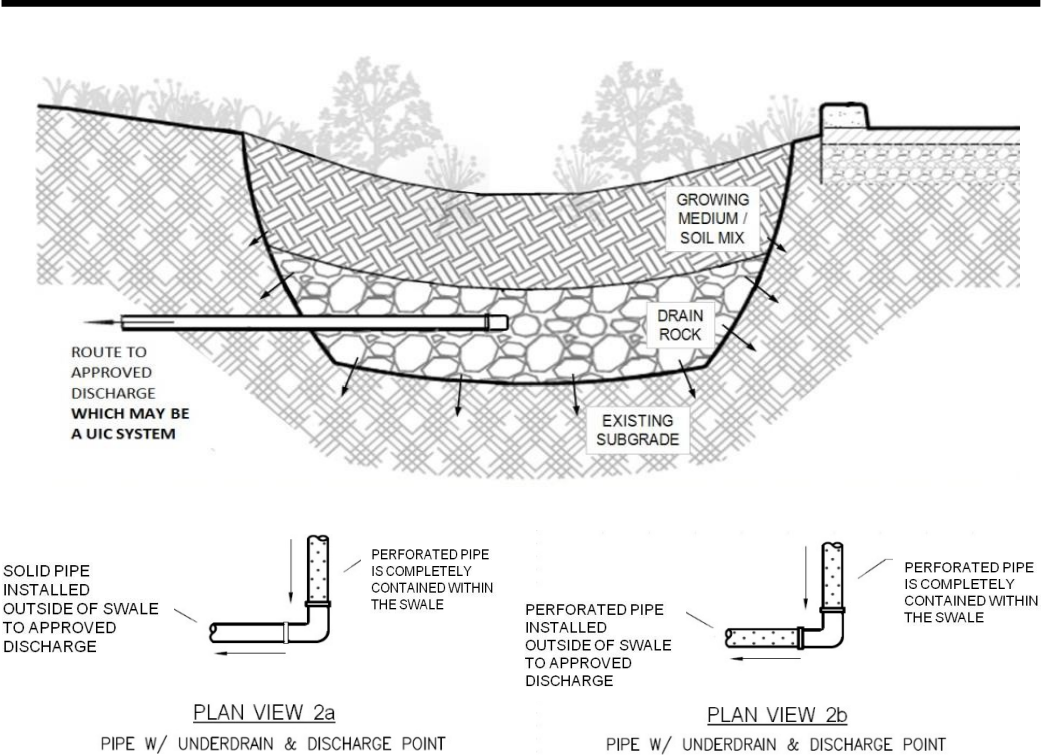 GROWING
MEDIUM /
SOIL MIX
DRAIN
ROCK
ROUTE TO
APPROVED
DISCHARGE
WHICH MAY BE
A UIC SYSTEM
EXISTING
SUBGRADE
SOLID PIPE
INSTALLED
OUTSIDE OF SWALE
TO APPROVED
DISCHARGE
PERFORATED PIPE
IS COMPLETELY
CONTAINED WITHIN
THE SWALE
PLAN VIEW 2a
PIPE W/ UNDERDRAIN & DISCHARGE POINT
PERFORATED PIPE
INSTALLED
OUTSIDE OF SWALE
TO APPROVED
DISCHARGE
PERFORATED PIPE
IS COMPLETELY
CONTAINED WITHIN
THE SWALE
PLAN VIEW 2b
PIPE W/ UNDERDRAIN & DISCHARGE POINT